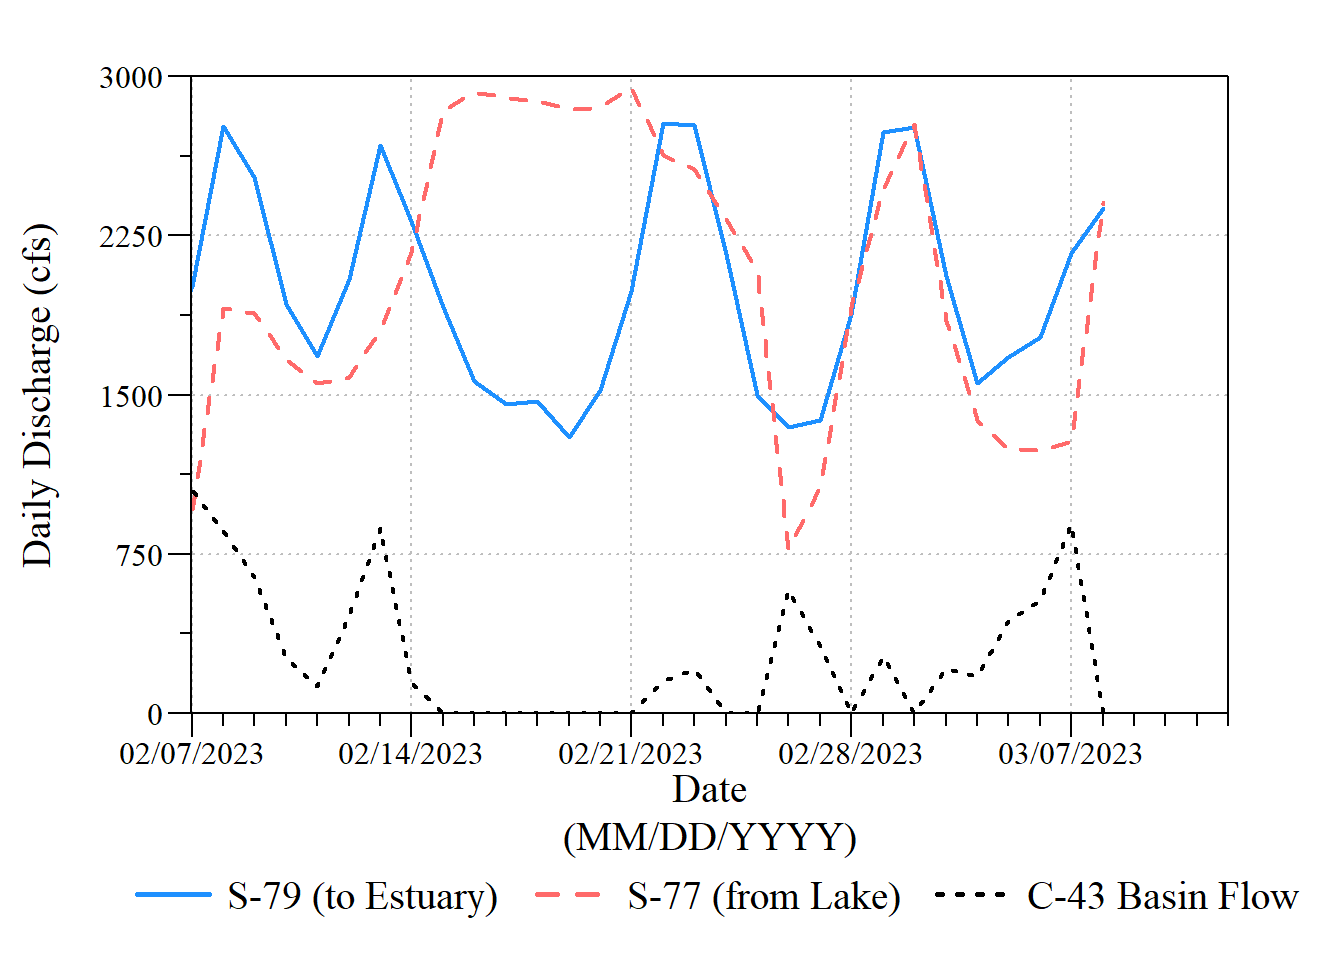 Daily Discharge (cfs)
3000
2250
1500
750
0
02/07/2023 02/14/2023 02/21/2023 02/28/2023 03/07/2023
Date
(MM/DD/YYYY)
S-79 (to Estuary) S-77 (from Lake) C-43 Basin Flow